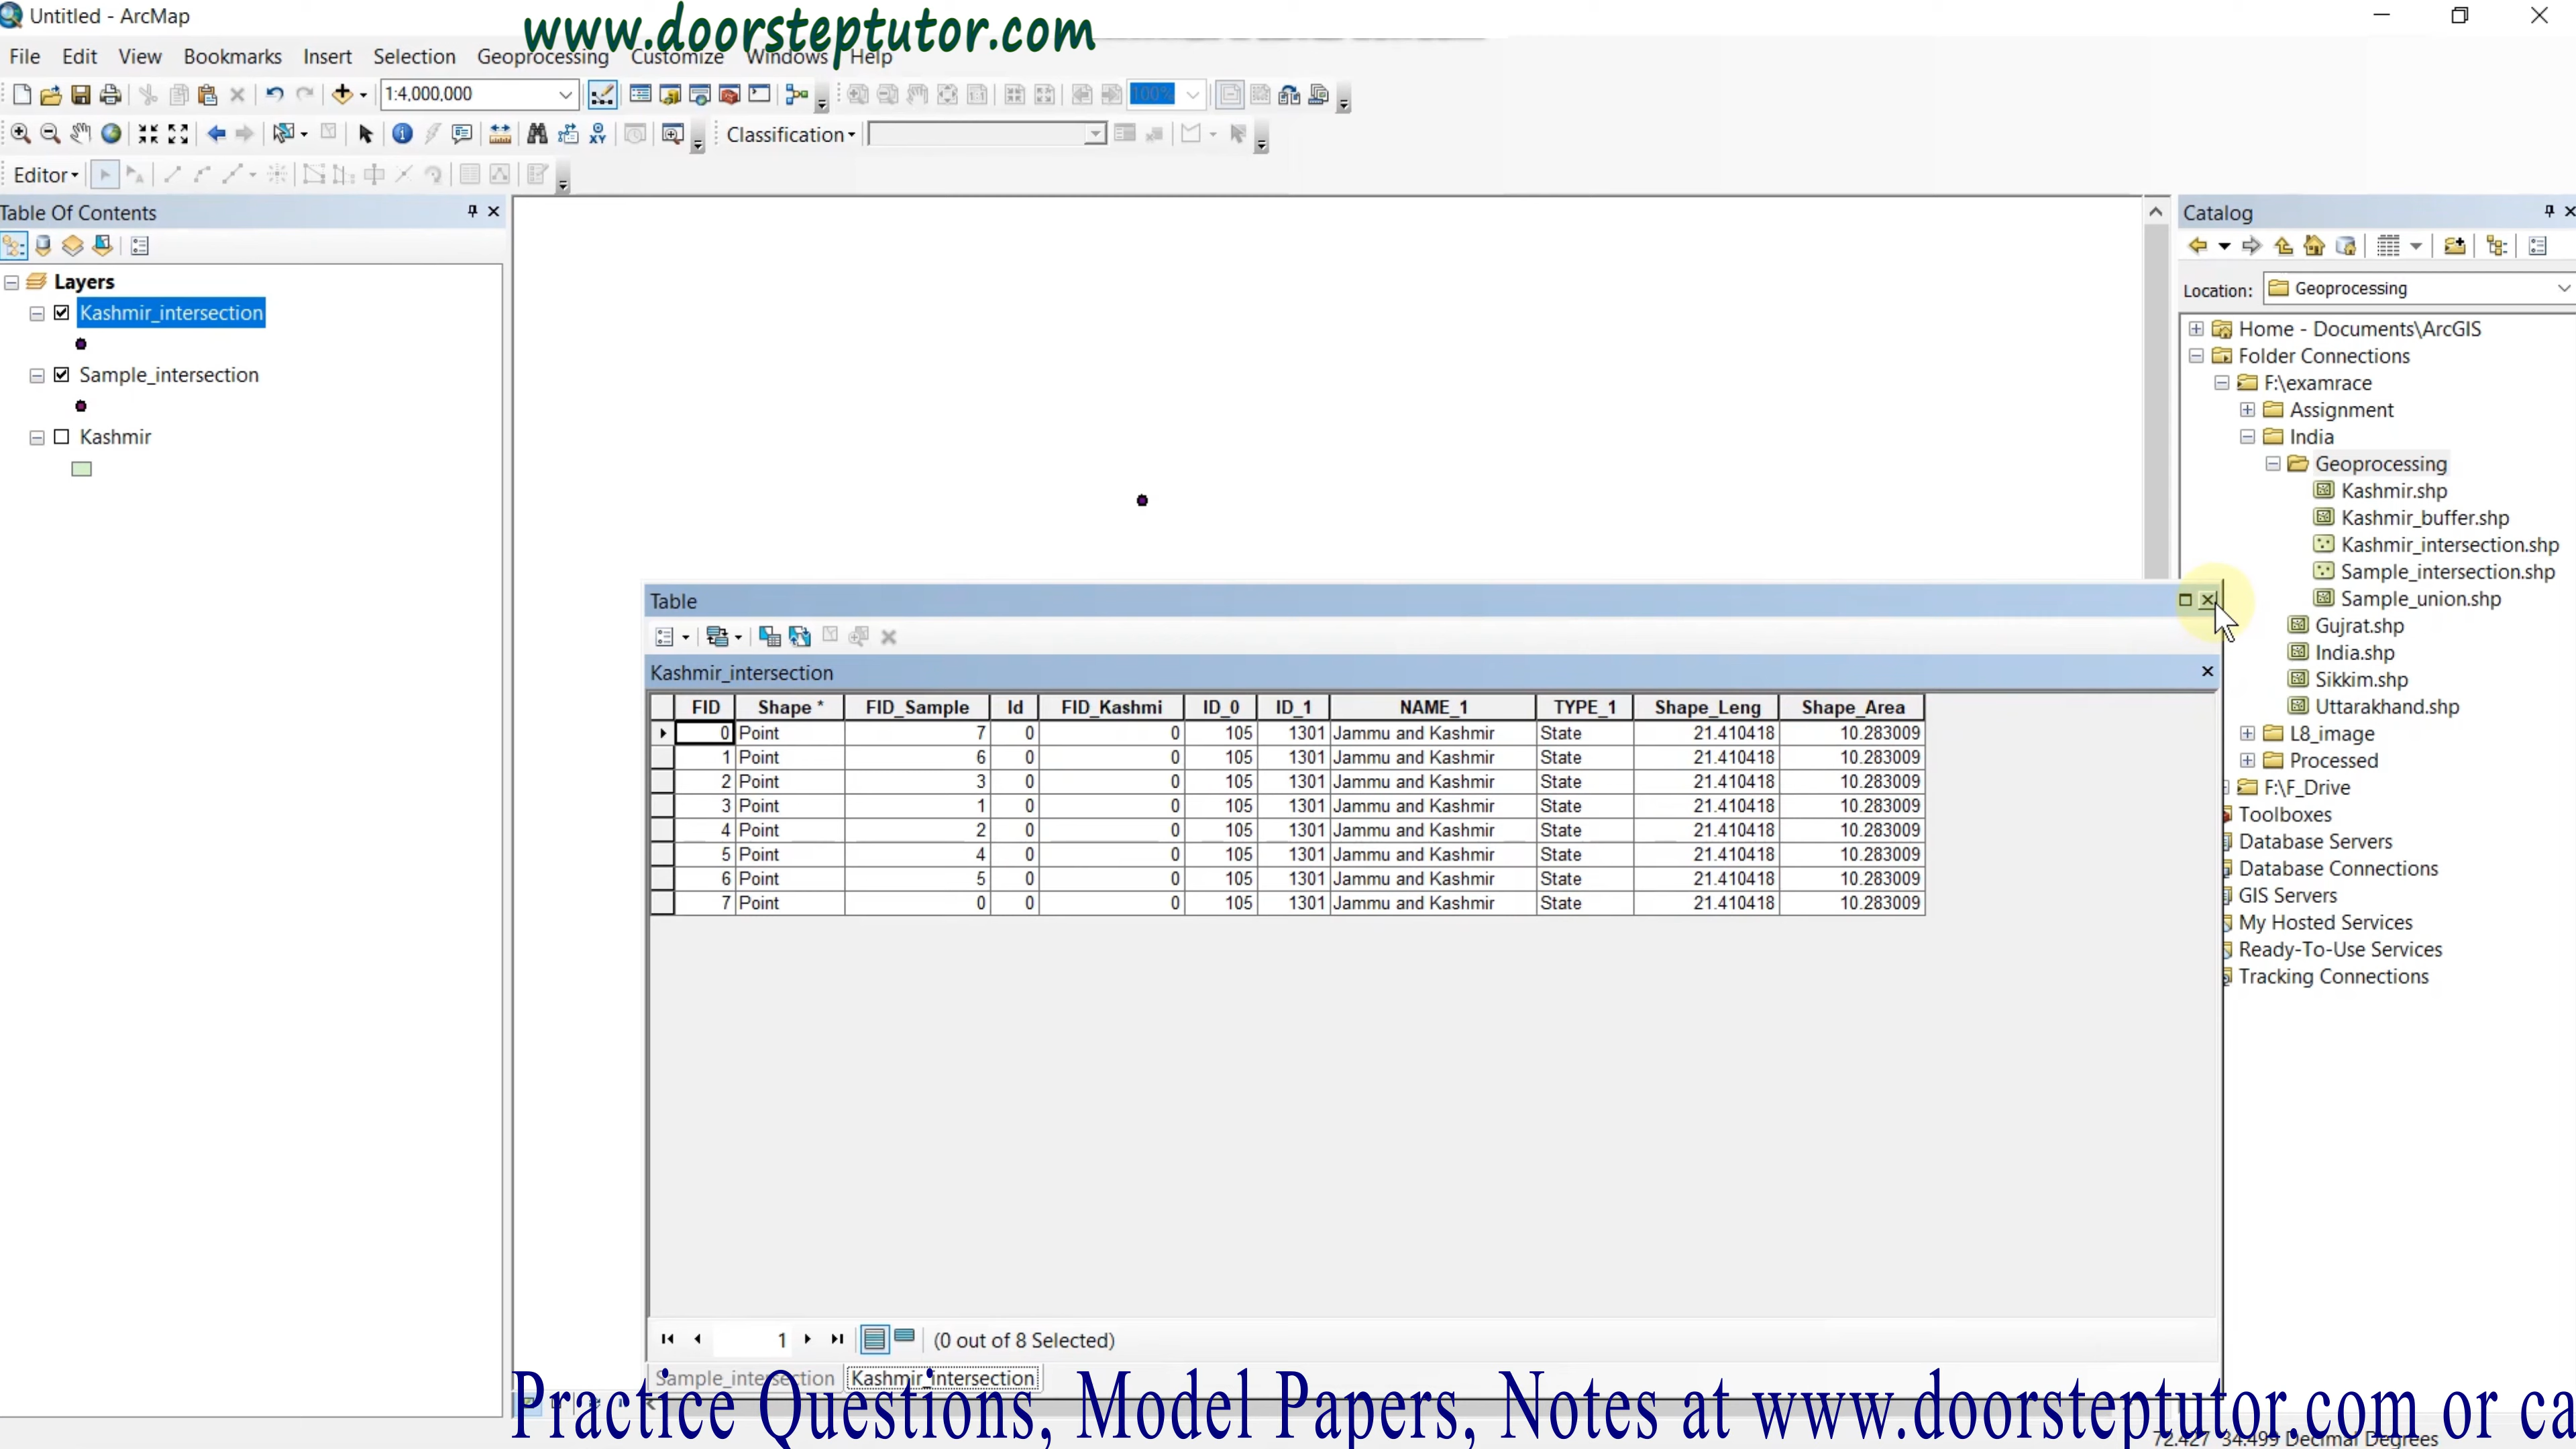 Untitled - ArcMap
www.doorsteptutor.com
File Edit View Bookmarks Insert Selection Geoprocessing Customize Windows Help
1:4,000,000
100%
Classification
Editor
Table Of Contents
Layers
Kashmir_intersection
Sample_intersection
Kashmir
Table
Kashmir_intersection
FID Shape * FID_Sample Id FID_Kashmi ID_0 ID_1 NAME_1 TYPE_1 Shape_Leng Shape_Area
0 Point 7 0 0 105 1301 Jammu and Kashmir State 21.410418 10.283009
1 Point 6 0 0 105 1301 Jammu and Kashmir State 21.410418 10.283009
2 Point 3 0 0 105 1301 Jammu and Kashmir State 21.410418 10.283009
3 Point 1 0 0 105 1301 Jammu and Kashmir State 21.410418 10.283009
4 Point 2 0 0 105 1301 Jammu and Kashmir State 21.410418 10.283009
5 Point 4 0 0 105 1301 Jammu and Kashmir State 21.410418 10.283009
6 Point 5 0 0 105 1301 Jammu and Kashmir State 21.410418 10.283009
7 Point 0 0 0 105 1301 Jammu and Kashmir State 21.410418 10.283009
1 (0 out of 8 Selected)
Sample_intersection Kashmir_intersection
Catalog
Location: Geoprocessing
Home - Documents\ArcGIS
Folder Connections
F:\examrace
Assignment
India
Geoprocessing
Kashmir.shp
Kashmir_buffer.shp
Kashmir_intersection.shp
Sample_intersection.shp
Sample_union.shp
Gujrat.shp
India.shp
Sikkim.shp
Uttarakhand.shp
L8_image
Processed
F:\F_Drive
Toolboxes
Database Servers
Database Connections
GIS Servers
My Hosted Services
Ready-To-Use Services
Tracking Connections
Practice Questions, Model Papers, Notes at www.doorsteptutor.com or ca
72.427 34.499 Decimal Degrees